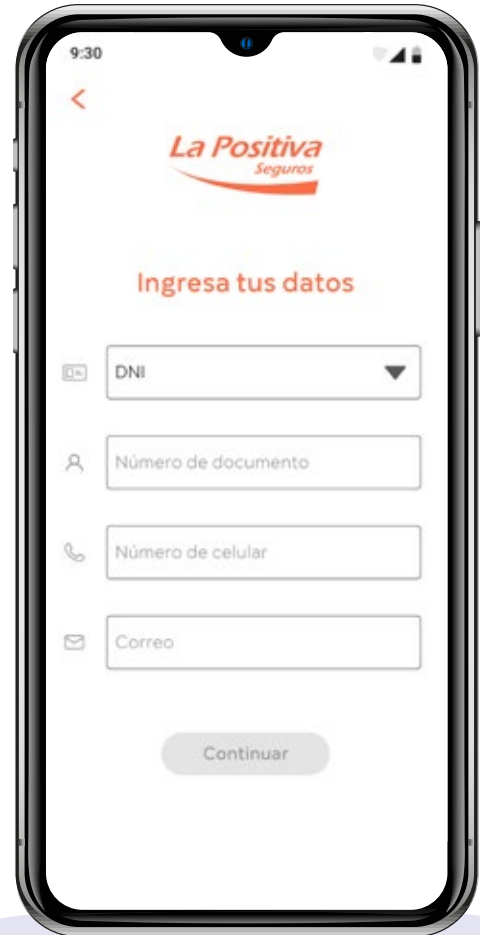 9:30
La Positiva
Seguros
Ingresa tus datos
DNI
Número de documento
Número de celular
Correo
Continuar